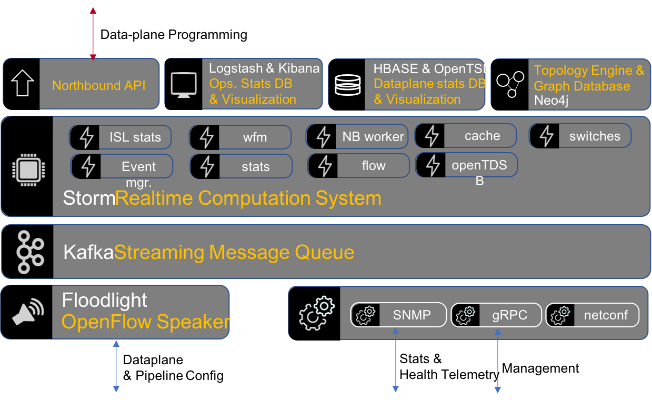 Data-plane Programming
Northbound API
Logstash & Kibana
Ops. Stats DB
& Visualization
HBASE & OpenTS
Dataplane stats DB
& Visualization
Topology Engine &
Graph Database
Neo4j
ISL stats
wfm
NB worker
cache
switches
Event
mgr.
stats
flow
openTDS
B
Storm Realtime Computation System
Kafka Streaming Message Queue
Floodlight
OpenFlow Speaker
SNMP
gRPC
netconf
Dataplane
& Pipeline Config
Stats &
Health Telemetry
Management